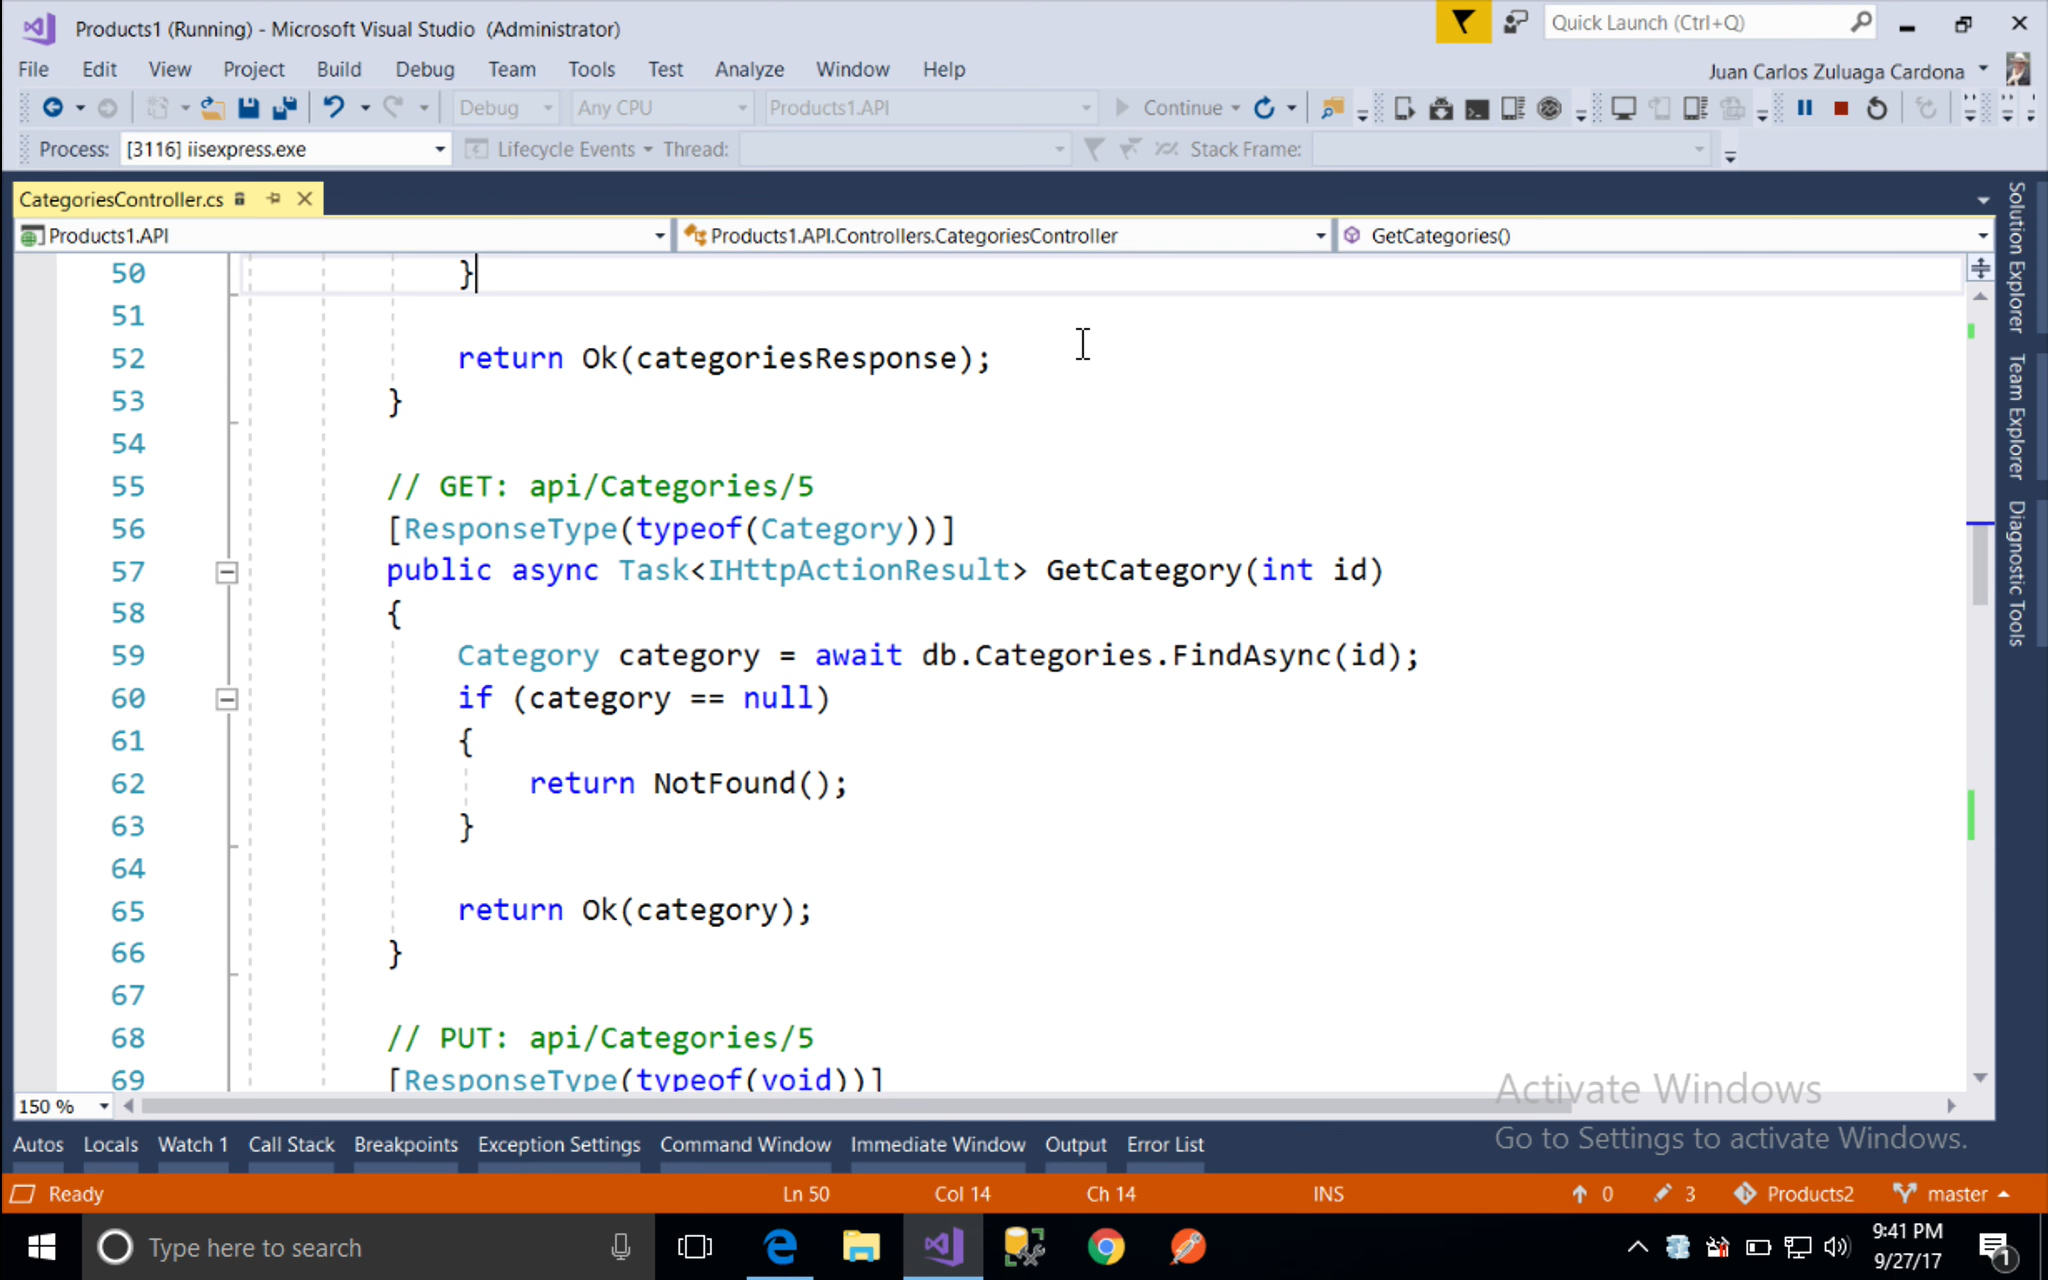 Products1 (Running) - Microsoft Visual Studio (Administrator)
Quick Launch (Ctrl+Q)
File Edit View Project Build Debug Team Tools Test Analyze Window Help
Juan Carlos Zuluaga Cardona
Debug Any CPU Products1.API Continue
Process: [3116] iisexpress.exe Lifecycle Events Thread: Stack Frame:
CategoriesController.cs
Products1.API Products1.API.Controllers.CategoriesController GetCategories()
50 }
51
52 return Ok(categoriesResponse);
53 }
54
55 // GET: api/Categories/5
56 [ResponseType(typeof(Category))]
57 public async Task<IHttpActionResult> GetCategory(int id)
58 {
59 Category category = await db.Categories.FindAsync(id);
60 if (category == null)
61 {
62 return NotFound();
63 }
64
65 return Ok(category);
66 }
67
68 // PUT: api/Categories/5
69 [ResponseType(typeof(void))]
Solution Explorer
Team Explorer
Diagnostic Tools
150 %
Activate Windows
Go to Settings to activate Windows.
Autos Locals Watch 1 Call Stack Breakpoints Exception Settings Command Window Immediate Window Output Error List
Ready Ln 50 Col 14 Ch 14 INS 0 3 Products2 master
Type here to search
9:41 PM
9/27/17
1